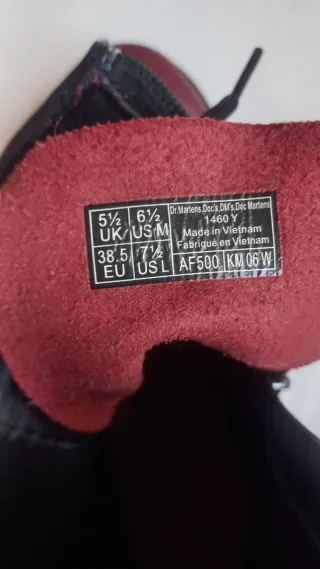 5½ UK
6½ US M
38.5 EU
7½ US L
Dr.Martens,Doc's,DM's,Doc Martens
1460 Y
Made in Vietnam
Fabriqué en Vietnam
AF500
KM 06 W